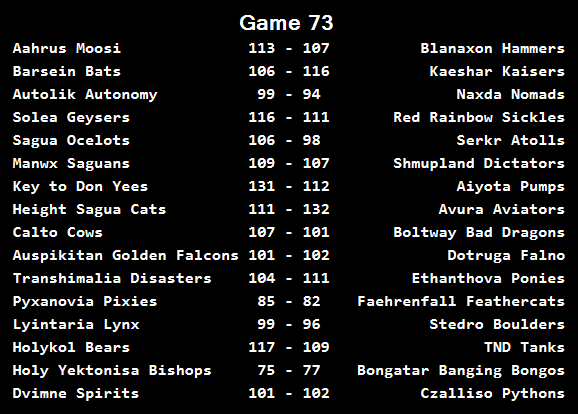 Game 73
Aahrus Moosi 113 - 107 Blanaxon Hammers
Barsein Bats 106 - 116 Kaeshar Kaisers
Autolik Autonomy 99 - 94 Naxda Nomads
Solea Geysers 116 - 111 Red Rainbow Sickles
Sagua Ocelots 106 - 98 Serkr Atolls
Manwx Saguans 109 - 107 Shmupland Dictators
Key to Don Yees 131 - 112 Aiyota Pumps
Height Sagua Cats 111 - 132 Avura Aviators
Calto Cows 107 - 101 Boltway Bad Dragons
Auspikitan Golden Falcons 101 - 102 Dotruga Falno
Transhimalia Disasters 104 - 111 Ethanthova Ponies
Pyxanovia Pixies 85 - 82 Faehrenfall Feathercats
Lyintaria Lynx 99 - 96 Stedro Boulders
Holykol Bears 117 - 109 TND Tanks
Holy Yektonisa Bishops 75 - 77 Bongatar Banging Bongos
Dvimne Spirits 101 - 102 Czalliso Pythons